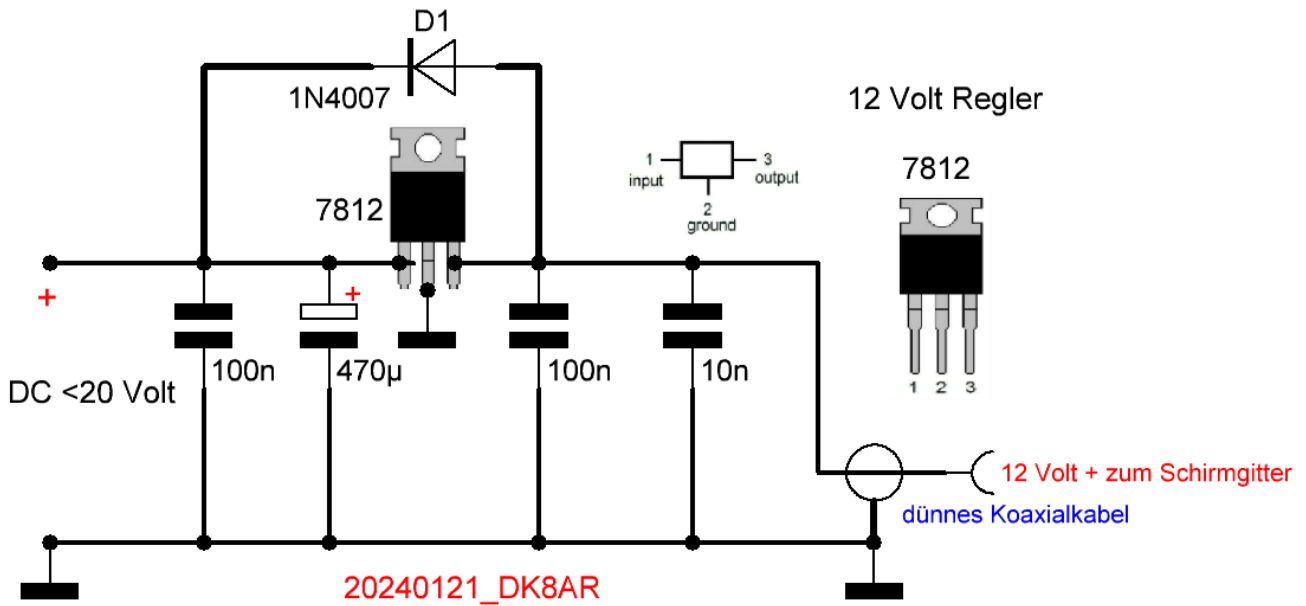 D1
1N4007
12 Volt Regler
1
input
3
output
2
ground
7812
7812
+
+
100n
470µ
100n
10n
DC <20 Volt
1 2 3
12 Volt + zum Schirmgitter
dünnes Koaxialkabel
20240121_DK8AR